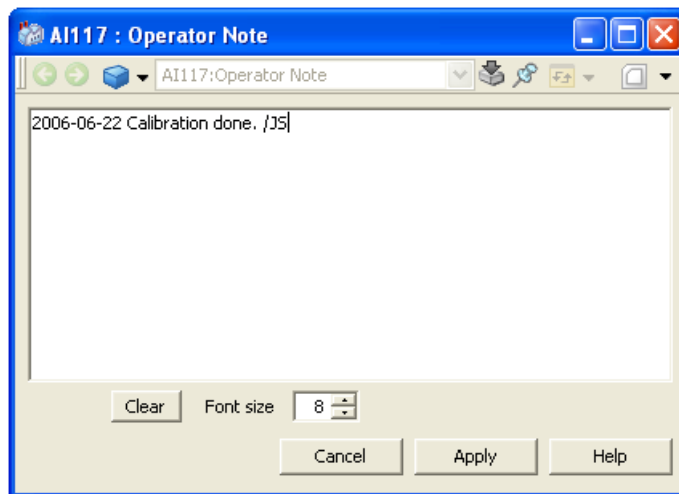 AI117 : Operator Note
AI117:Operator Note
2006-06-22 Calibration done. /JS
Clear Font size 8
Cancel Apply Help